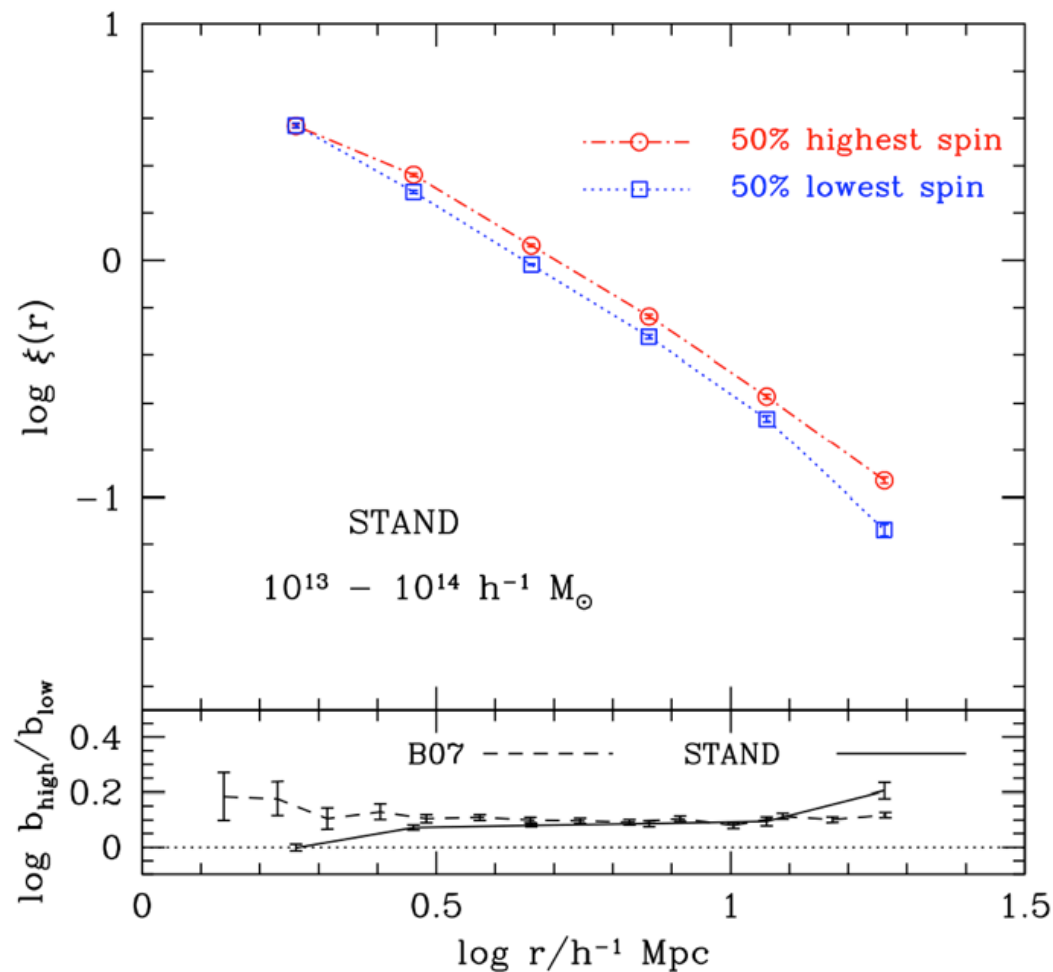 1
50% highest spin
50% lowest spin
0
log ξ(r)
-1
STAND
10¹³ − 10¹⁴ h⁻¹ M⊙
log b_high/b_low
0.4
B07
STAND
0.2
0
0
0.5
1
1.5
log r/h⁻¹ Mpc